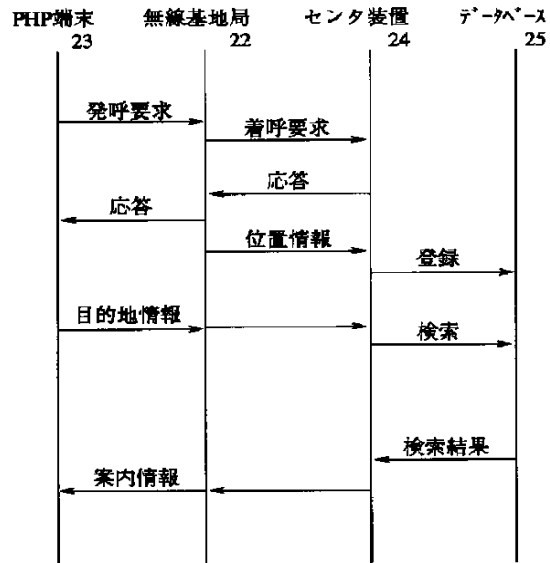 PHP端末 無線基地局 センタ装置 データベース
23 22 24 25
発呼要求
着呼要求
応答
応答
位置情報
登録
目的地情報
検索
検索結果
案内情報